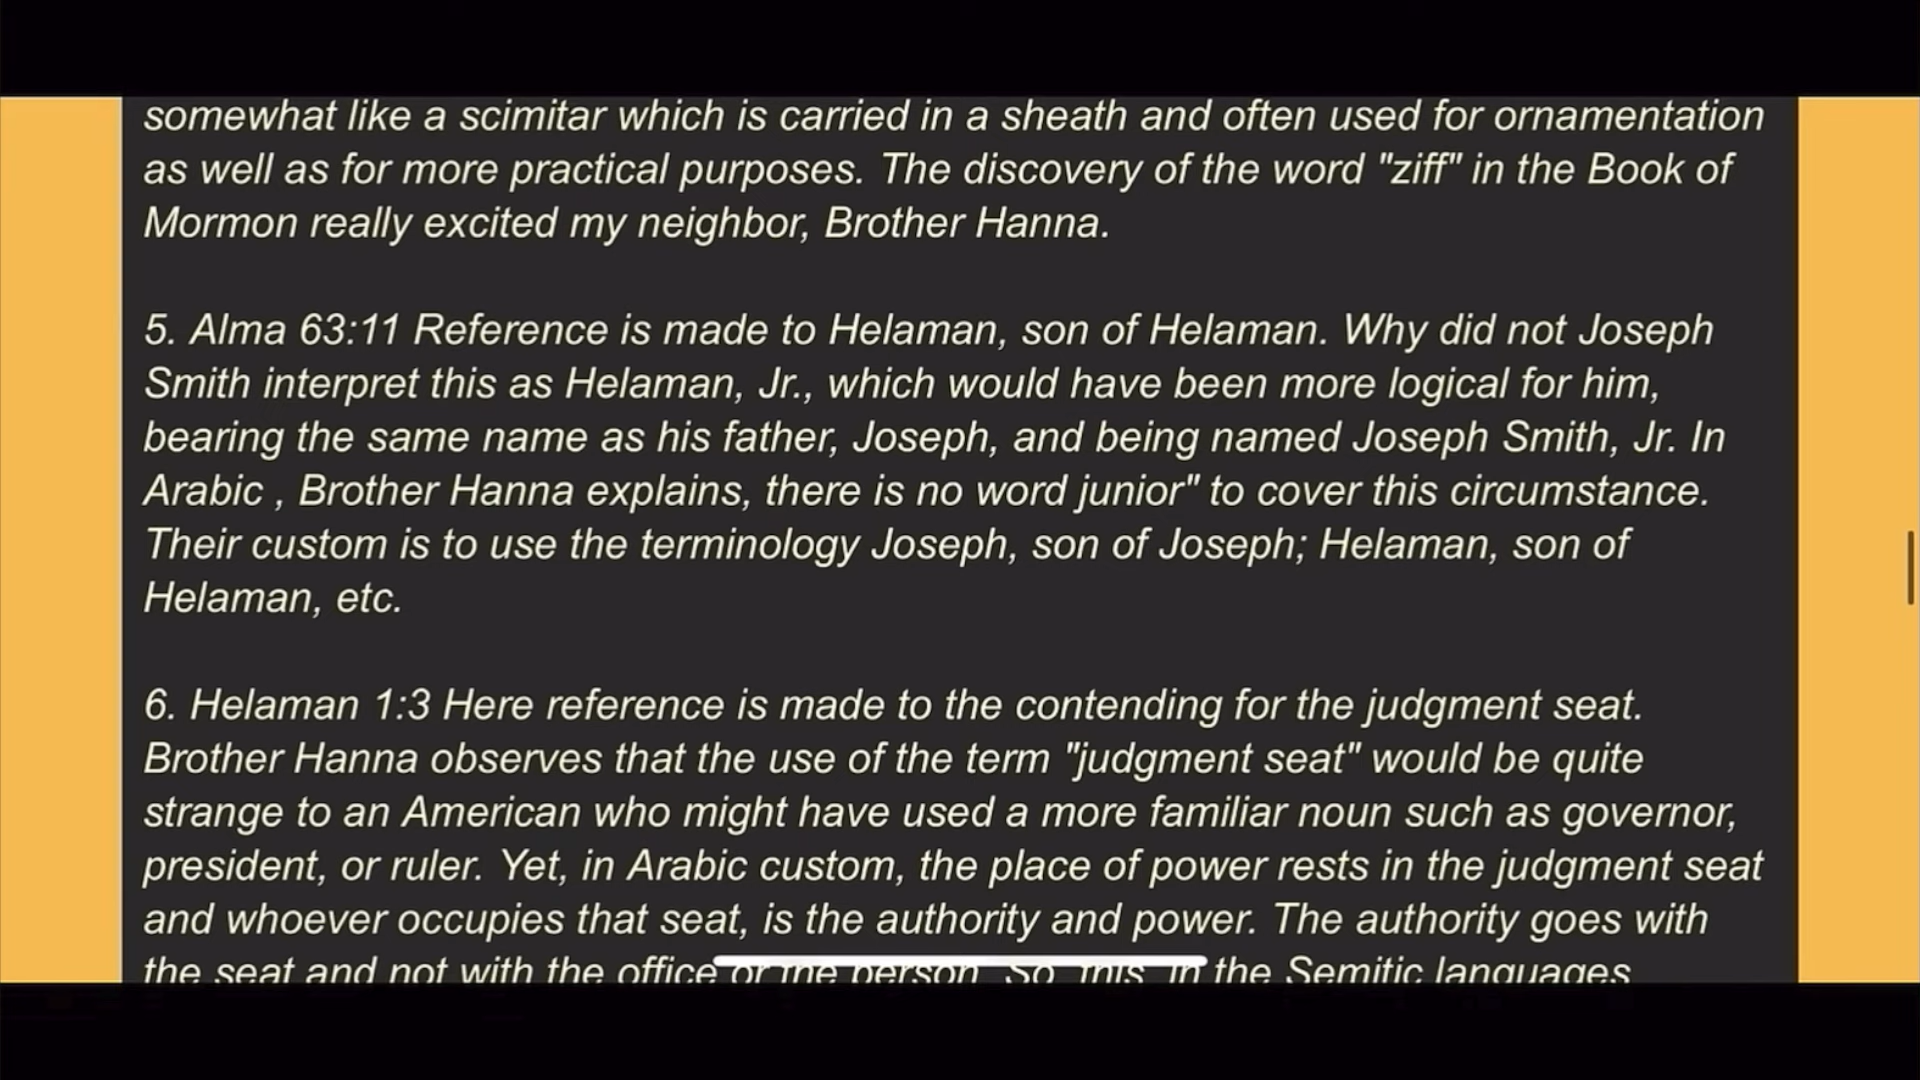 somewhat like a scimitar which is carried in a sheath and often used for ornamentation
as well as for more practical purposes. The discovery of the word "ziff" in the Book of
Mormon really excited my neighbor, Brother Hanna.
5. Alma 63:11 Reference is made to Helaman, son of Helaman. Why did not Joseph
Smith interpret this as Helaman, Jr., which would have been more logical for him,
bearing the same name as his father, Joseph, and being named Joseph Smith, Jr. In
Arabic , Brother Hanna explains, there is no word junior" to cover this circumstance.
Their custom is to use the terminology Joseph, son of Joseph; Helaman, son of
Helaman, etc.
6. Helaman 1:3 Here reference is made to the contending for the judgment seat.
Brother Hanna observes that the use of the term "judgment seat" would be quite
strange to an American who might have used a more familiar noun such as governor,
president, or ruler. Yet, in Arabic custom, the place of power rests in the judgment seat
and whoever occupies that seat, is the authority and power. The authority goes with
the seat and not with the office or the person. So, this, in the Semitic languages